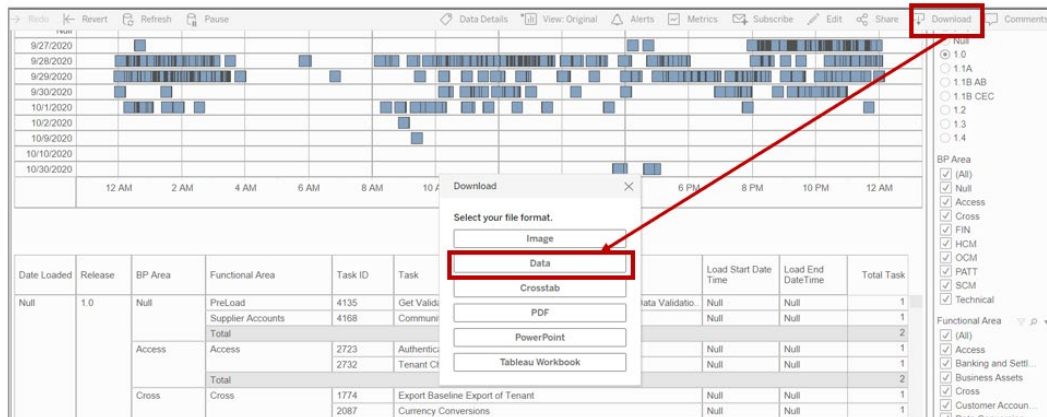 Redo Revert Refresh Pause Data Details View: Original Alerts Metrics Subscribe Edit Share Download Comments
Null
9/27/2020
9/28/2020
9/29/2020
9/30/2020
10/1/2020
10/2/2020
10/9/2020
10/10/2020
10/30/2020
12 AM 2 AM 4 AM 6 AM 8 AM 10 A 6 PM 8 PM 10 PM 12 AM
Null
1.0
1.1A
1.1B AB
1.1B CEC
1.2
1.3
1.4
BP Area
(All)
Null
Access
Cross
FIN
HCM
OCM
PATT
SCM
Technical
Functional Area
(All)
Access
Banking and Settl...
Business Assets
Cross
Customer Accoun...
Download
Select your file format.
Image
Data
Crosstab
PDF
PowerPoint
Tableau Workbook
Date Loaded Release BP Area Functional Area Task ID Task Load Start Date Time Load End DateTime Total Task
Null 1.0 Null PreLoad 4135 Get Valida ata Validatio.. Null Null 1
Supplier Accounts 4168 Communi Null Null 1
Total 2
Access Access 2723 Authentica Null Null 1
2732 Tenant Ch Null Null 1
Total 2
Cross Cross 1774 Export Baseline Export of Tenant Null Null 1
2087 Currency Conversions Null Null 1